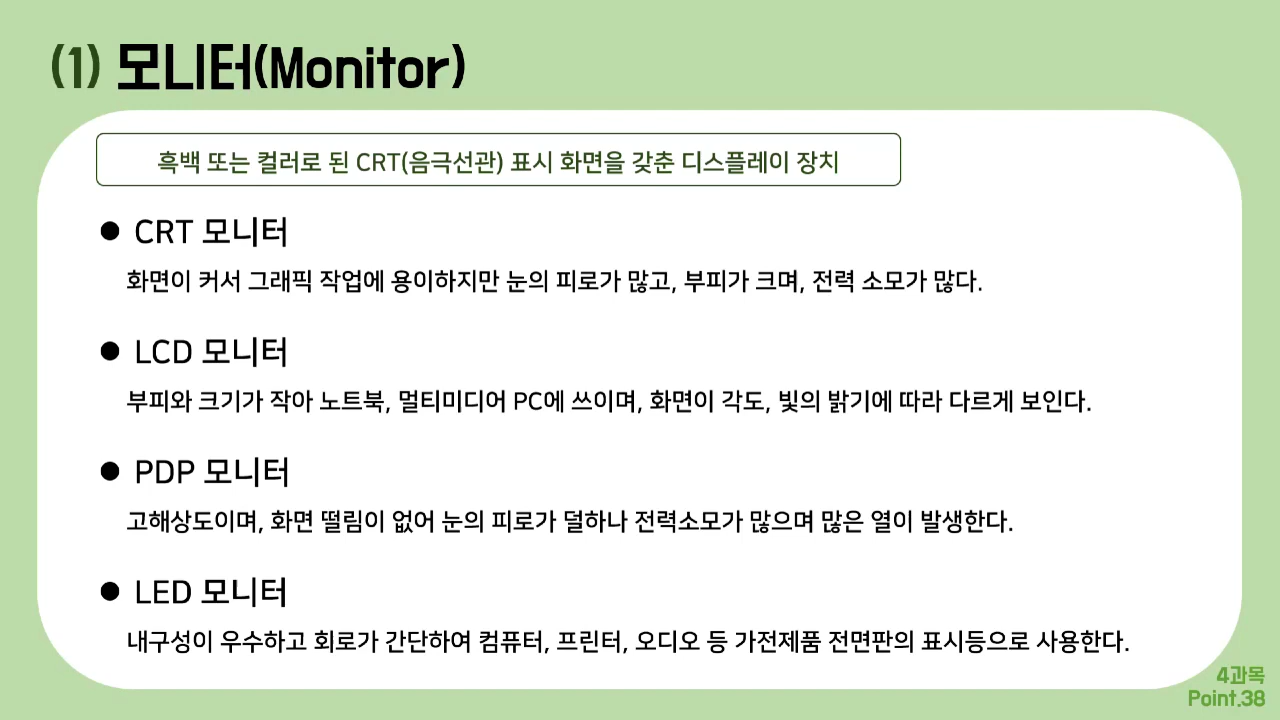 (1) 모니터(Monitor)
흑백 또는 컬러로 된 CRT(음극선관) 표시 화면을 갖춘 디스플레이 장치
● CRT 모니터
화면이 커서 그래픽 작업에 용이하지만 눈의 피로가 많고, 부피가 크며, 전력 소모가 많다.
● LCD 모니터
부피와 크기가 작아 노트북, 멀티미디어 PC에 쓰이며, 화면이 각도, 빛의 밝기에 따라 다르게 보인다.
● PDP 모니터
고해상도이며, 화면 떨림이 없어 눈의 피로가 덜하나 전력소모가 많으며 많은 열이 발생한다.
● LED 모니터
내구성이 우수하고 회로가 간단하여 컴퓨터, 프린터, 오디오 등 가전제품 전면판의 표시등으로 사용한다.
4과목
Point.38